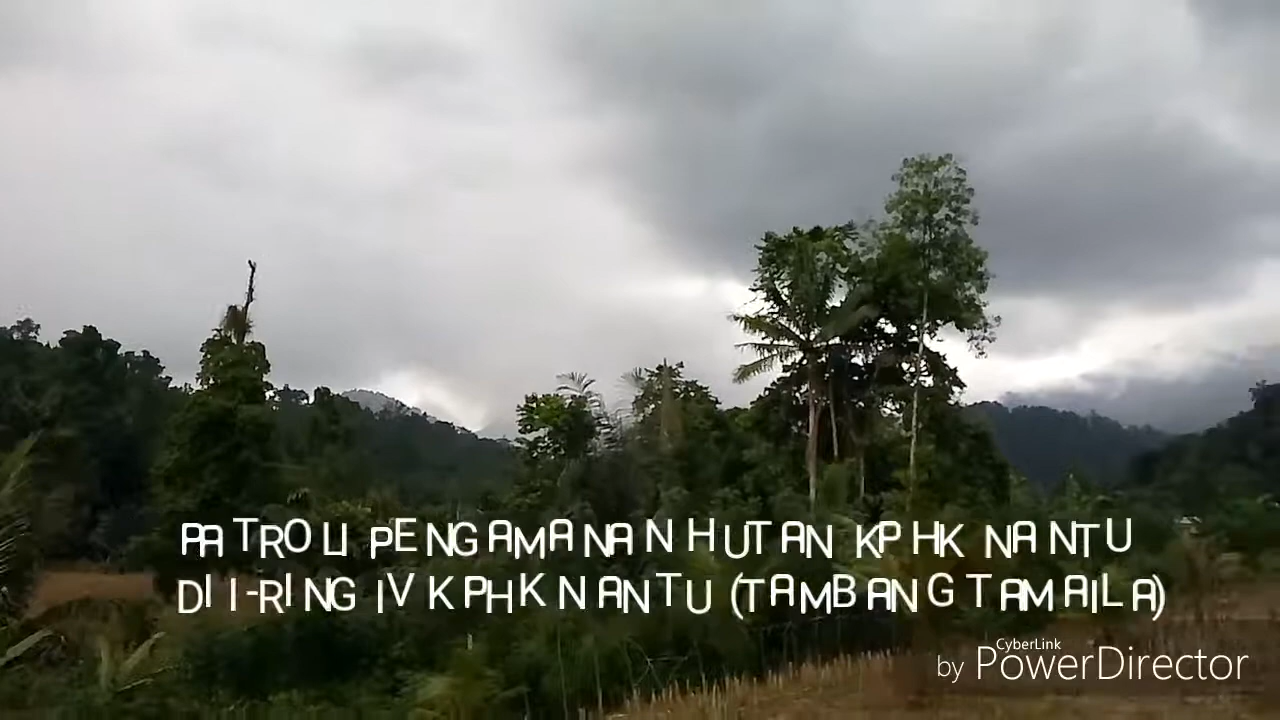 PATROLI PENGAMANAN HUTAN KPHK NANTU
DI I-RING IV KPHK NANTU (TAMBANG TAMAILA)
CyberLink
by PowerDirector